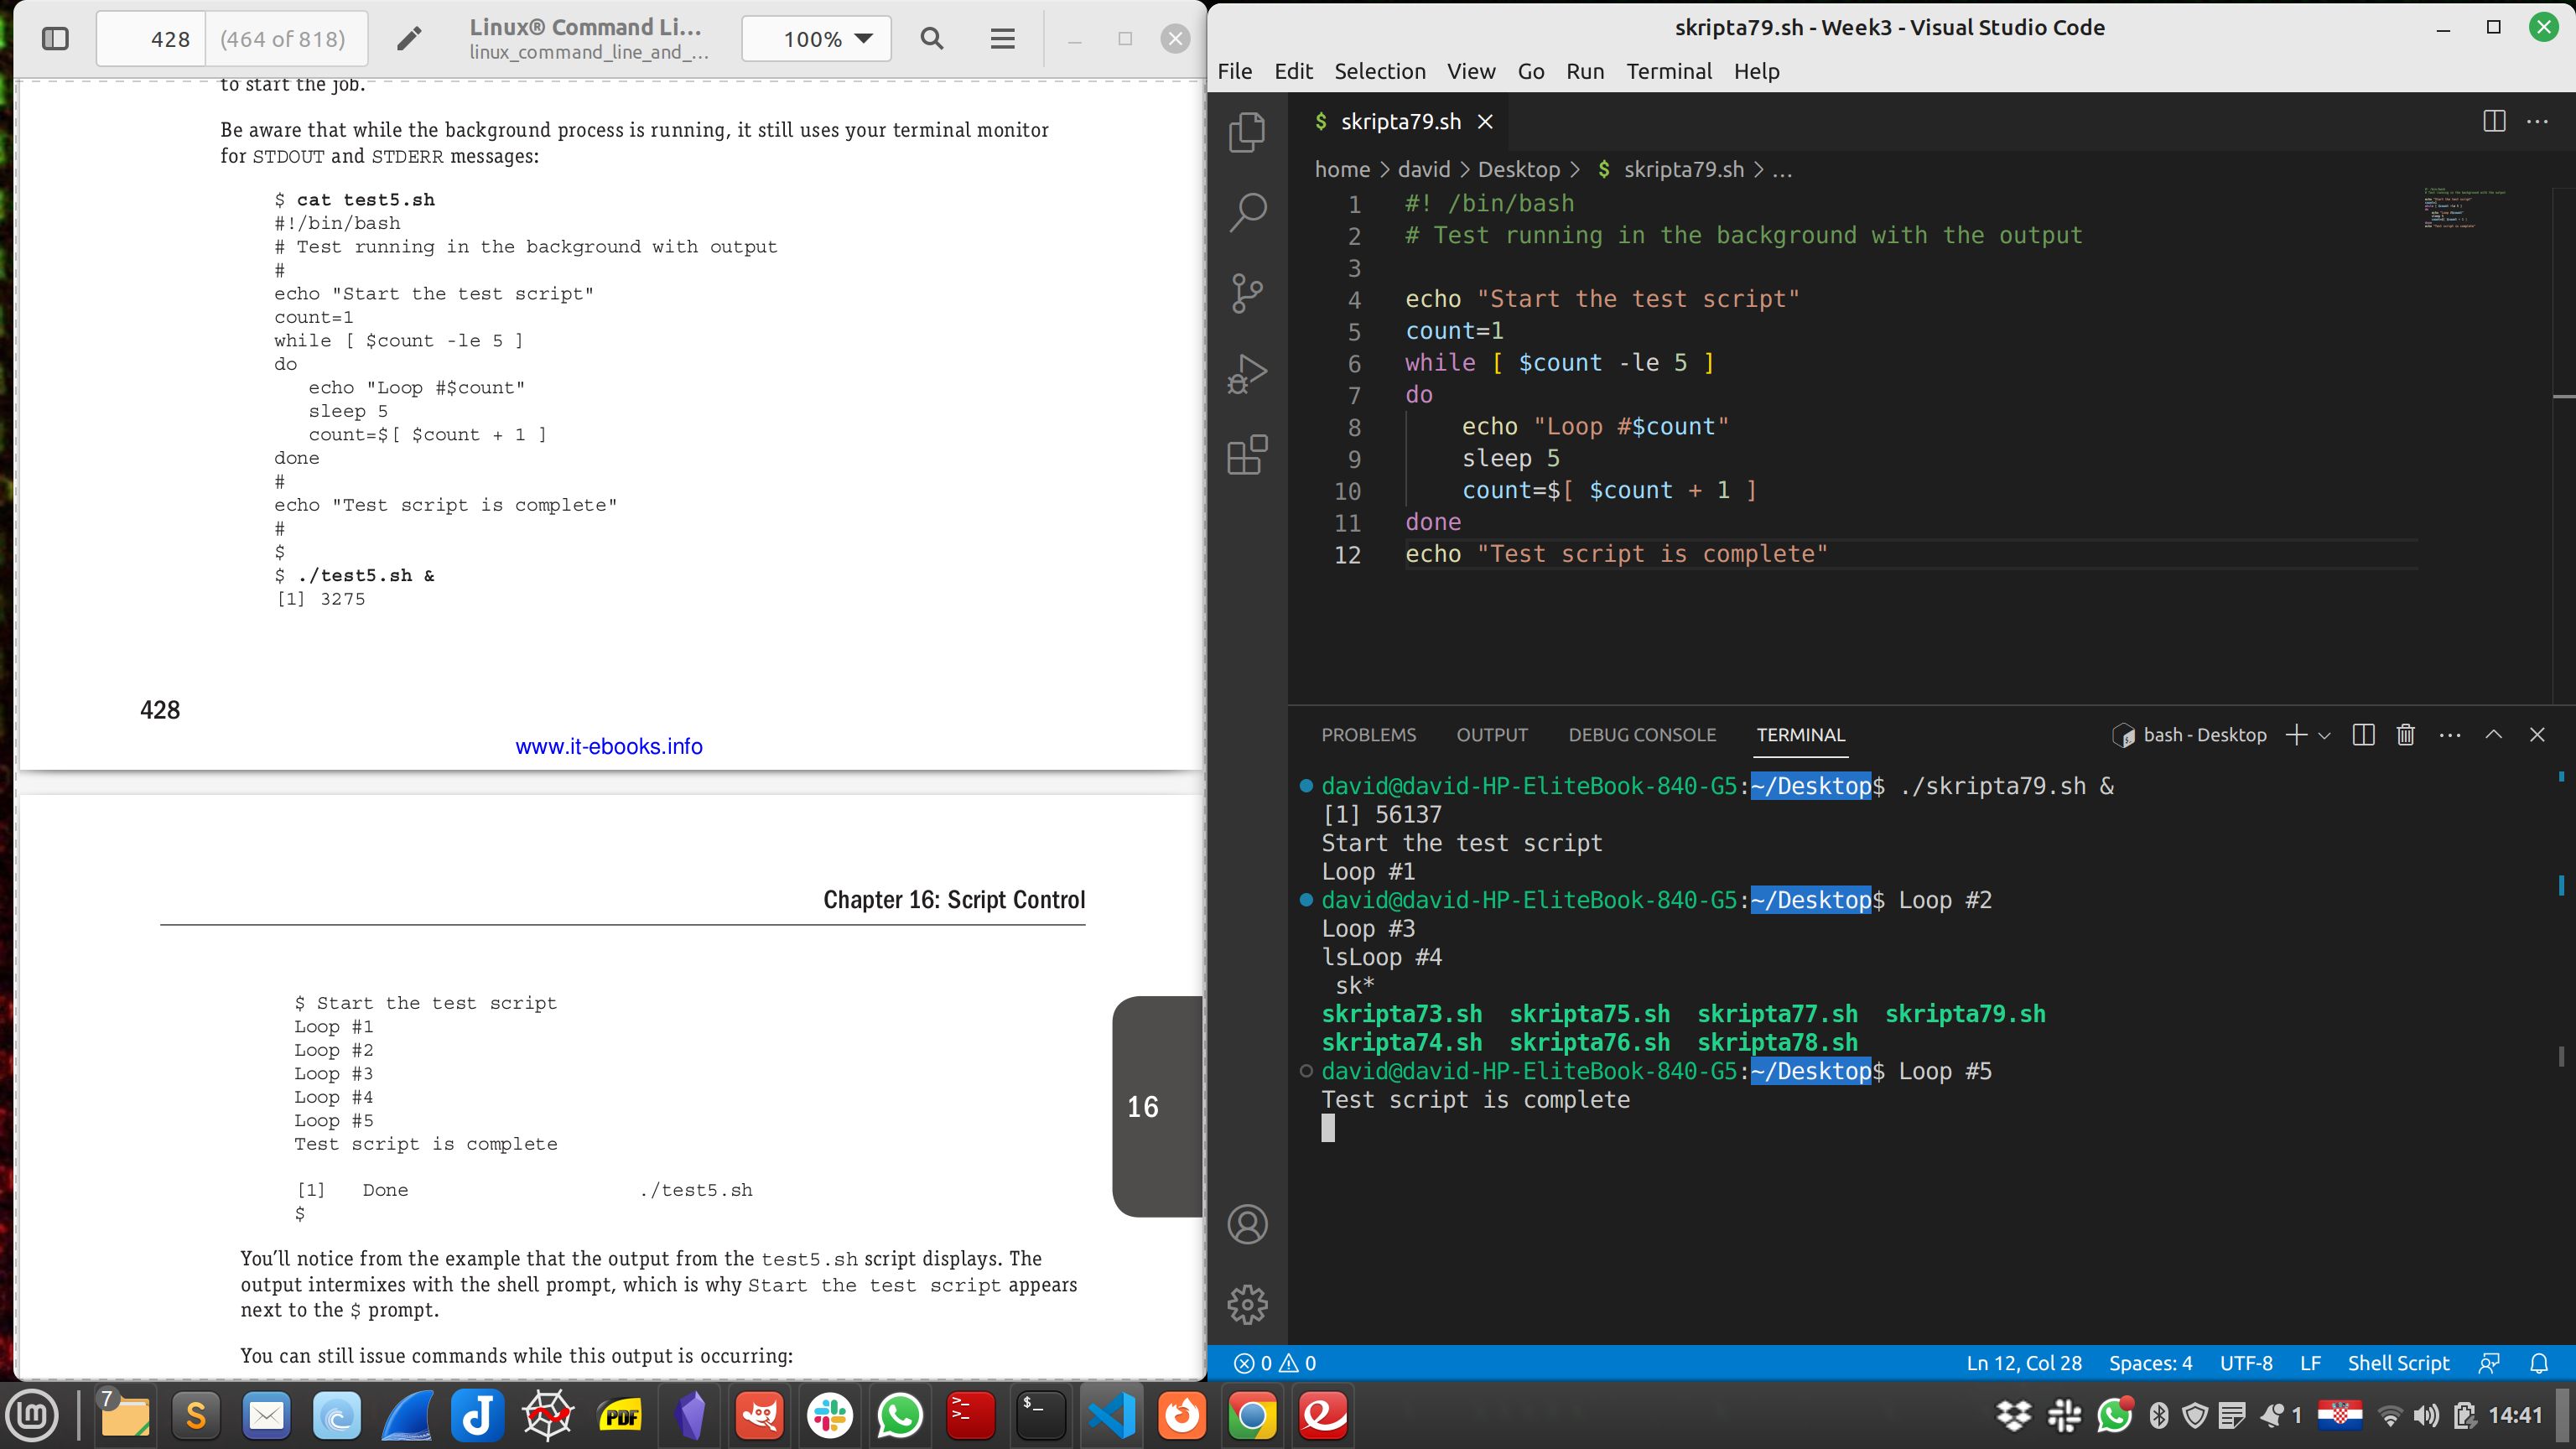 428
(464 of 818)
Linux® Command Li...
linux_command_line_and_...
100%
to start the job.
Be aware that while the background process is running, it still uses your terminal monitor
for STDOUT and STDERR messages:
$ cat test5.sh
#!/bin/bash
# Test running in the background with output
#
echo "Start the test script"
count=1
while [ $count -le 5 ]
do
echo "Loop #$count"
sleep 5
count=$[ $count + 1 ]
done
#
echo "Test script is complete"
#
$
$ ./test5.sh &
[1] 3275
428
www.it-ebooks.info
Chapter 16: Script Control
$ Start the test script
Loop #1
Loop #2
Loop #3
Loop #4
Loop #5
Test script is complete
[1] Done ./test5.sh
$
16
You'll notice from the example that the output from the test5.sh script displays. The
output intermixes with the shell prompt, which is why Start the test script appears
next to the $ prompt.
You can still issue commands while this output is occurring:
skripta79.sh - Week3 - Visual Studio Code
File Edit Selection View Go Run Terminal Help
$ skripta79.sh
home > david > Desktop > $ skripta79.sh > ...
1 #! /bin/bash
2 # Test running in the background with the output
3
4 echo "Start the test script"
5 count=1
6 while [ $count -le 5 ]
7 do
8 echo "Loop #$count"
9 sleep 5
10 count=$[ $count + 1 ]
11 done
12 echo "Test script is complete"
PROBLEMS OUTPUT DEBUG CONSOLE TERMINAL
bash - Desktop
david@david-HP-EliteBook-840-G5:~/Desktop$ ./skripta79.sh &
[1] 56137
Start the test script
Loop #1
david@david-HP-EliteBook-840-G5:~/Desktop$ Loop #2
Loop #3
lsLoop #4
sk*
skripta73.sh skripta75.sh skripta77.sh skripta79.sh
skripta74.sh skripta76.sh skripta78.sh
david@david-HP-EliteBook-840-G5:~/Desktop$ Loop #5
Test script is complete
0 0
Ln 12, Col 28 Spaces: 4 UTF-8 LF Shell Script
7
S
PDF
$_
1
14:41